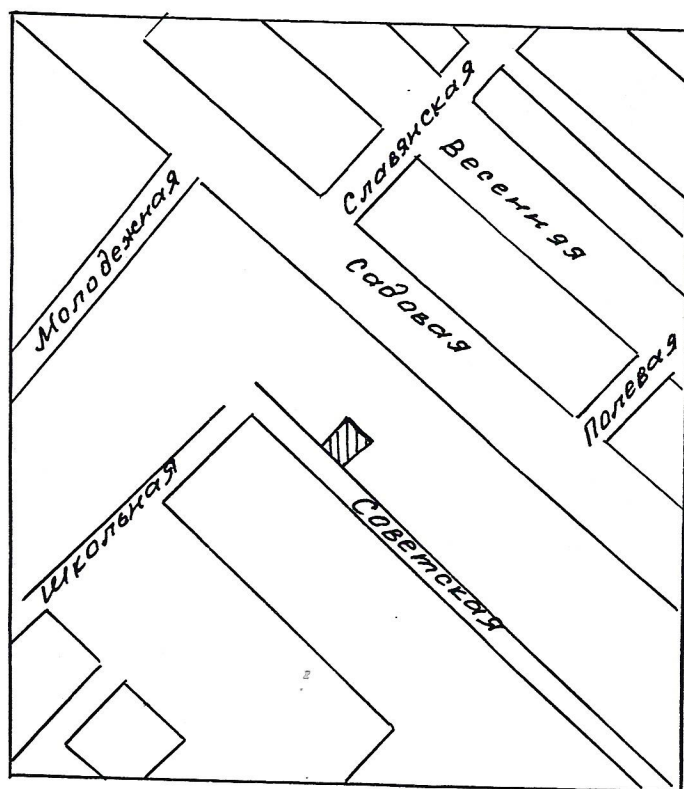 Славянская
Весенняя
Молодежная
Садовая
Полевая
Школьная
Советская